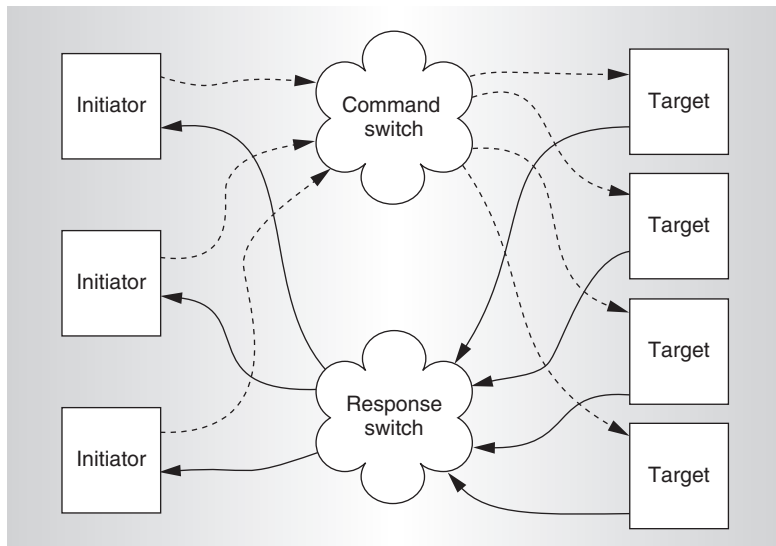 Initiator
Command
switch
Target
Target
Initiator
Target
Response
switch
Initiator
Target